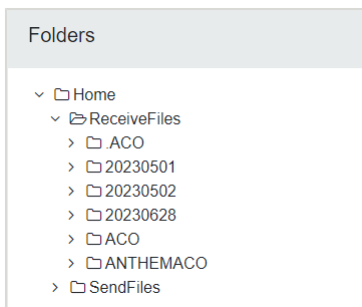 Folders
Home
ReceiveFiles
.ACO
20230501
20230502
20230628
ACO
ANTHEMACO
SendFiles